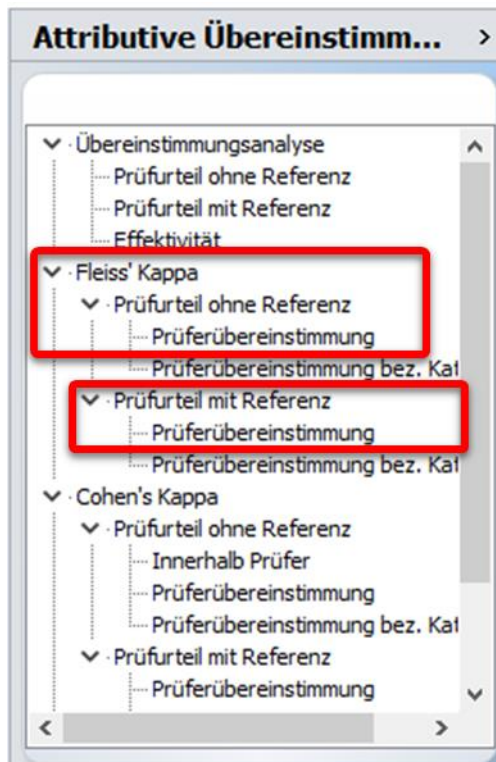 Attributive Übereinstimm...
Übereinstimmungsanalyse
Prüfurteil ohne Referenz
Prüfurteil mit Referenz
Effektivität
Fleiss' Kappa
Prüfurteil ohne Referenz
Prüferübereinstimmung
Prüferübereinstimmung bez. Kat
Prüfurteil mit Referenz
Prüferübereinstimmung
Prüferübereinstimmung bez. Kat
Cohen's Kappa
Prüfurteil ohne Referenz
Innerhalb Prüfer
Prüferübereinstimmung
Prüferübereinstimmung bez. Kat
Prüfurteil mit Referenz
Prüferübereinstimmung